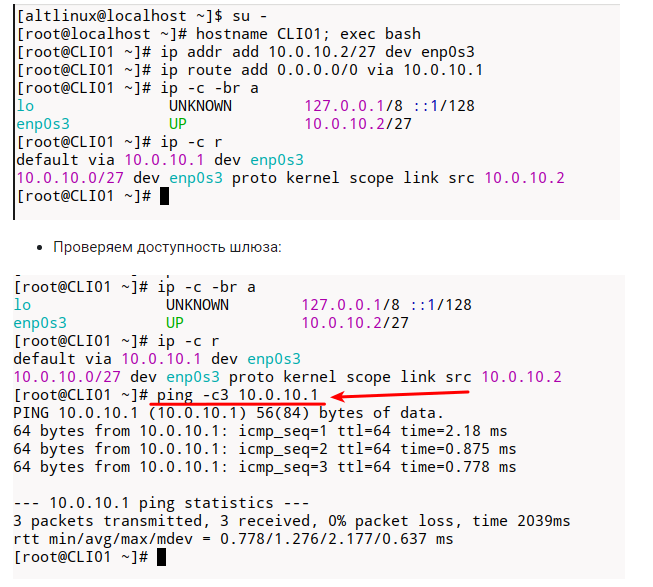 [altlinux@localhost ~]$ su -
[root@localhost ~]# hostname CLI01; exec bash
[root@CLI01 ~]# ip addr add 10.0.10.2/27 dev enp0s3
[root@CLI01 ~]# ip route add 0.0.0.0/0 via 10.0.10.1
[root@CLI01 ~]# ip -c -br a
lo               UNKNOWN        127.0.0.1/8 ::1/128
enp0s3           UP             10.0.10.2/27
[root@CLI01 ~]# ip -c r
default via 10.0.10.1 dev enp0s3
10.0.10.0/27 dev enp0s3 proto kernel scope link src 10.0.10.2
[root@CLI01 ~]#
• Проверяем доступность шлюза:
[root@CLI01 ~]# ip -c -br a
lo               UNKNOWN        127.0.0.1/8 ::1/128
enp0s3           UP             10.0.10.2/27
[root@CLI01 ~]# ip -c r
default via 10.0.10.1 dev enp0s3
10.0.10.0/27 dev enp0s3 proto kernel scope link src 10.0.10.2
[root@CLI01 ~]# ping -c3 10.0.10.1
PING 10.0.10.1 (10.0.10.1) 56(84) bytes of data.
64 bytes from 10.0.10.1: icmp_seq=1 ttl=64 time=2.18 ms
64 bytes from 10.0.10.1: icmp_seq=2 ttl=64 time=0.875 ms
64 bytes from 10.0.10.1: icmp_seq=3 ttl=64 time=0.778 ms
--- 10.0.10.1 ping statistics ---
3 packets transmitted, 3 received, 0% packet loss, time 2039ms
rtt min/avg/max/mdev = 0.778/1.276/2.177/0.637 ms
[root@CLI01 ~]#